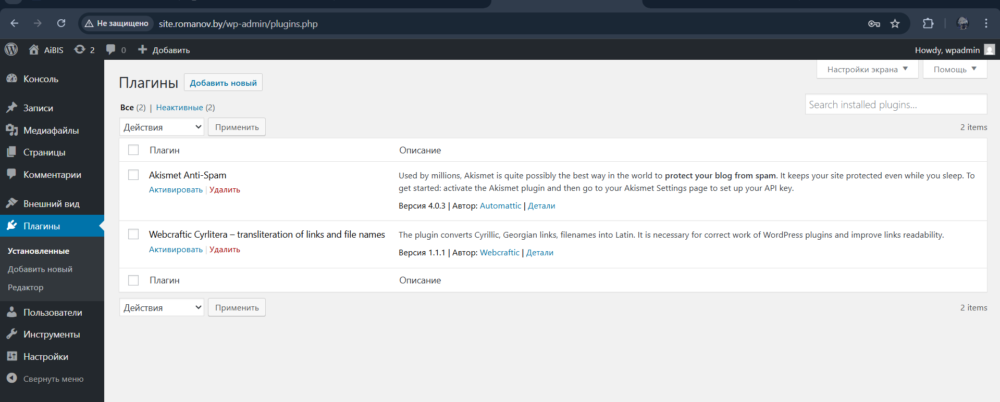 Не защищено site.romanov.by/wp-admin/plugins.php
AiBIS 2 0 Добавить Howdy, wpadmin
Консоль
Записи
Медиафайлы
Страницы
Комментарии
Внешний вид
Плагины
Установленные
Добавить новый
Редактор
Пользователи
Инструменты
Настройки
Свернуть меню
Настройки экрана Помощь
Плагины Добавить новый
Все (2) | Неактивные (2)
Search installed plugins...
Действия Применить 2 items
Плагин Описание
Akismet Anti-Spam
Активировать | Удалить
Used by millions, Akismet is quite possibly the best way in the world to protect your blog from spam. It keeps your site protected even while you sleep. To
get started: activate the Akismet plugin and then go to your Akismet Settings page to set up your API key.
Версия 4.0.3 | Автор: Automattic | Детали
Webcraftic Cyrlitera – transliteration of links and file names
Активировать | Удалить
The plugin converts Cyrillic, Georgian links, filenames into Latin. It is necessary for correct work of WordPress plugins and improve links readability.
Версия 1.1.1 | Автор: Webcraftic | Детали
Плагин Описание
Действия Применить 2 items